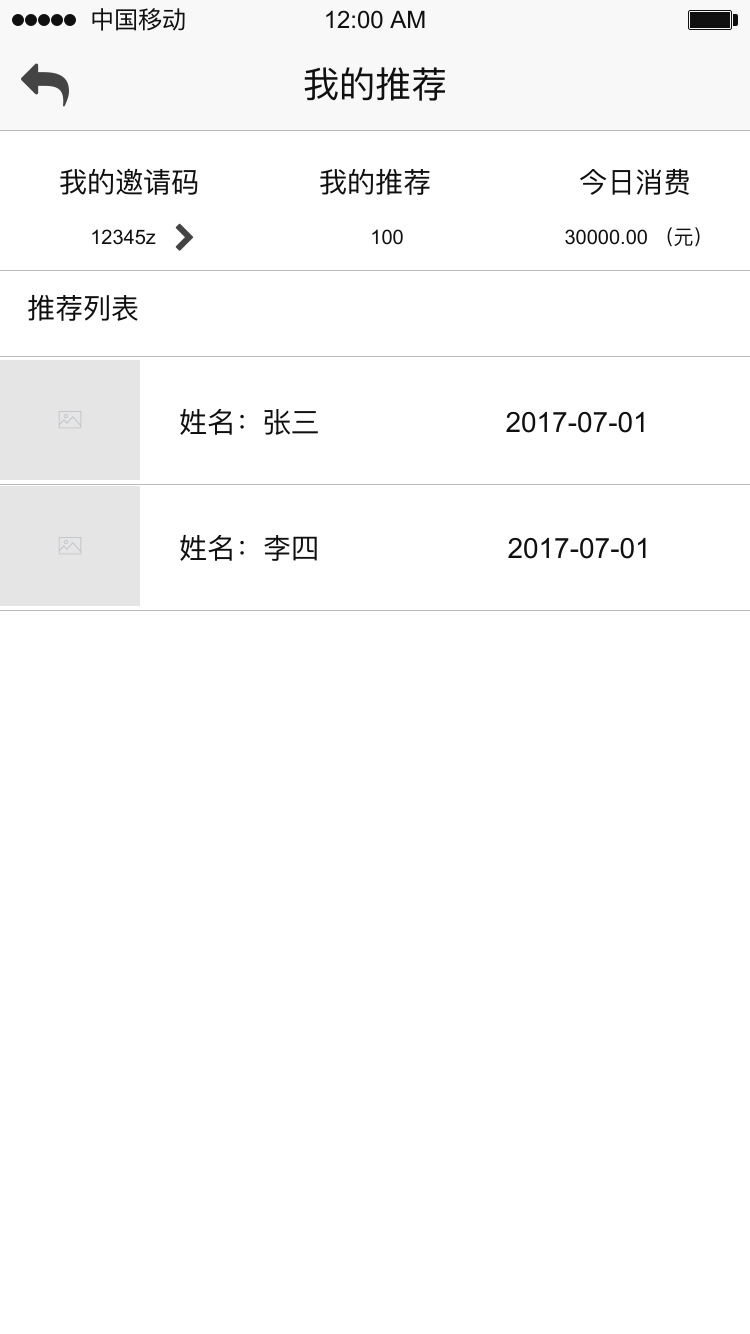 中国移动 12:00 AM
我的推荐
我的邀请码 我的推荐 今日消费
12345z 100 30000.00 （元）
推荐列表
姓名：张三 2017-07-01
姓名：李四 2017-07-01